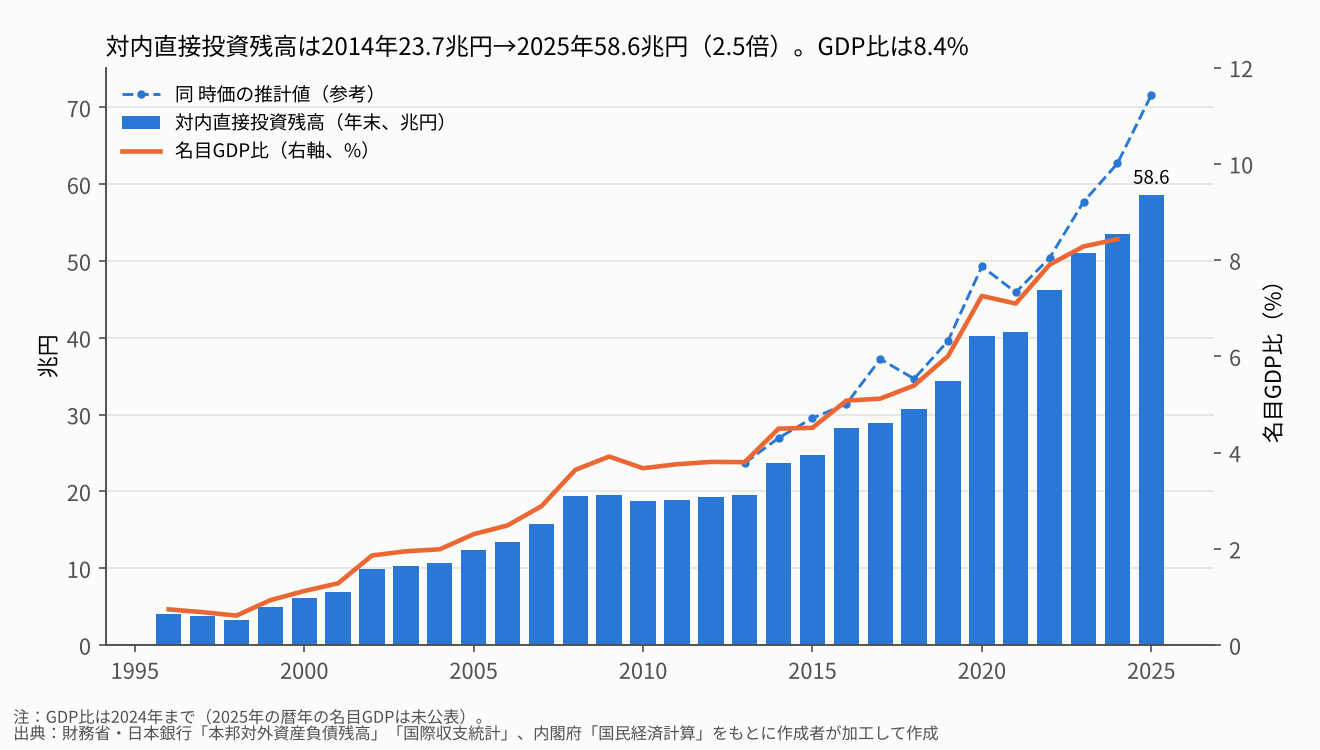 対内直接投資残高は2014年23.7兆円→2025年58.6兆円（2.5倍）。GDP比は8.4%
同 時価の推計値（参考）
対内直接投資残高（年末、兆円）
名目GDP比（右軸、%）
58.6
兆円
70
60
50
40
30
20
10
0
12
10
8
6
4
2
0
名目GDP比（%）
1995 2000 2005 2010 2015 2020 2025
注：GDP比は2024年まで（2025年の暦年の名目GDPは未公表）。
出典：財務省・日本銀行「本邦対外資産負債残高」「国際収支統計」、内閣府「国民経済計算」をもとに作成者が加工して作成